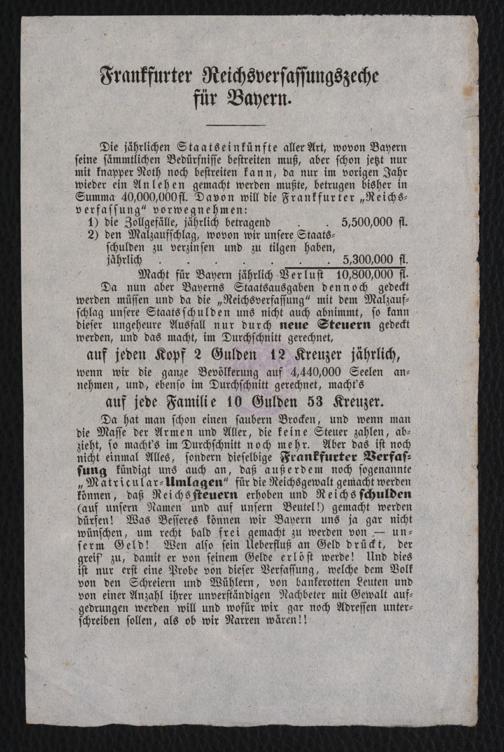 Frankfurter Reichsverfassungszeche
für Bayern.
Die jährlichen Staatseinkünfte aller Art, wovon Bayern
seine sämmtlichen Bedürfnisse bestreiten muß, aber schon jetzt nur
mit knapper Noth noch bestreiten kann, da nur im vorigen Jahr
wieder ein Anlehen gemacht werden mußte, betrugen bisher in
Summa 40,000,000 fl. Davon will die Frankfurter „Reichs-
verfassung“ vorwegnehmen:
1) die Zollgefälle, jährlich betragend . . 5,500,000 fl.
2) den Malzaufschlag, wovon wir unsere Staats-
schulden zu verzinsen und zu tilgen haben,
jährlich . . . . . . . 5,300,000 fl.
Macht für Bayern jährlich Verlust 10,800,000 fl.
Da nun aber Bayerns Staatsausgaben dennoch gedeckt
werden müssen und da die „Reichsverfassung“ mit dem Malzauf-
schlag unsere Staatsschulden uns nicht auch abnimmt, so kann
dieser ungeheure Ausfall nur durch neue Steuern gedeckt
werden, und das macht, im Durchschnitt gerechnet,
auf jeden Kopf 2 Gulden 12 Kreuzer jährlich,
wenn wir die ganze Bevölkerung auf 4,440,000 Seelen an-
nehmen, und, ebenso im Durchschnitt gerechnet, macht's
auf jede Familie 10 Gulden 53 Kreuzer.
Da hat man schon einen saubern Brocken, und wenn man
die Masse der Armen und Aller, die keine Steuer zahlen, ab-
zieht, so macht's im Durchschnitt noch mehr. Aber das ist noch
nicht einmal Alles, sondern dieselbige Frankfurter Verfas-
sung kündigt uns auch an, daß außerdem noch sogenannte
„Matricular-Umlagen“ für die Reichsgewalt gemacht werden
können, daß Reichssteuern erhoben und Reichsschulden
(auf unsern Namen und auf unsern Beutel!) gemacht werden
dürfen! Was Besseres können wir Bayern uns ja gar nicht
wünschen, um recht bald frei gemacht zu werden von — un-
serm Geld! Wen also sein Ueberfluß an Geld drückt, der
greif' zu, damit er von seinem Gelde erlöst werde! Und dies
ist nur erst eine Probe von dieser Verfassung, welche dem Volk
von den Schreiern und Wühlern, von bankerotten Leuten und
von einer Anzahl ihrer unverständigen Nachbeter mit Gewalt auf-
gedrungen werden will und wofür wir gar noch Adressen unter-
schreiben sollen, als ob wir Narren wären!!